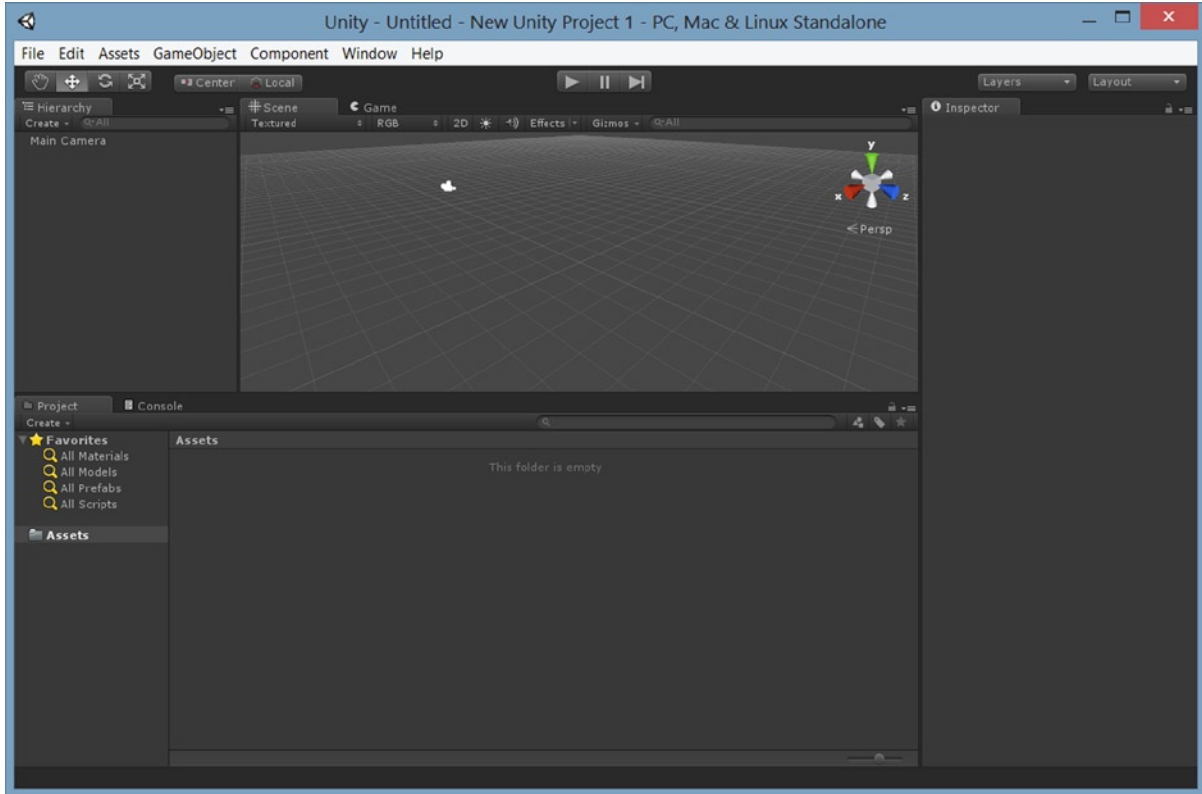 Unity - Untitled - New Unity Project 1 - PC, Mac & Linux Standalone
File Edit Assets GameObject Component Window Help
Center Local Layers Layout
Hierarchy Scene Game Inspector
Create All Textured RGB 2D Effects Gizmos All
Main Camera
y
x z
Persp
Project Console
Create
Favorites Assets
All Materials
This folder is empty
All Models
All Prefabs
All Scripts
Assets